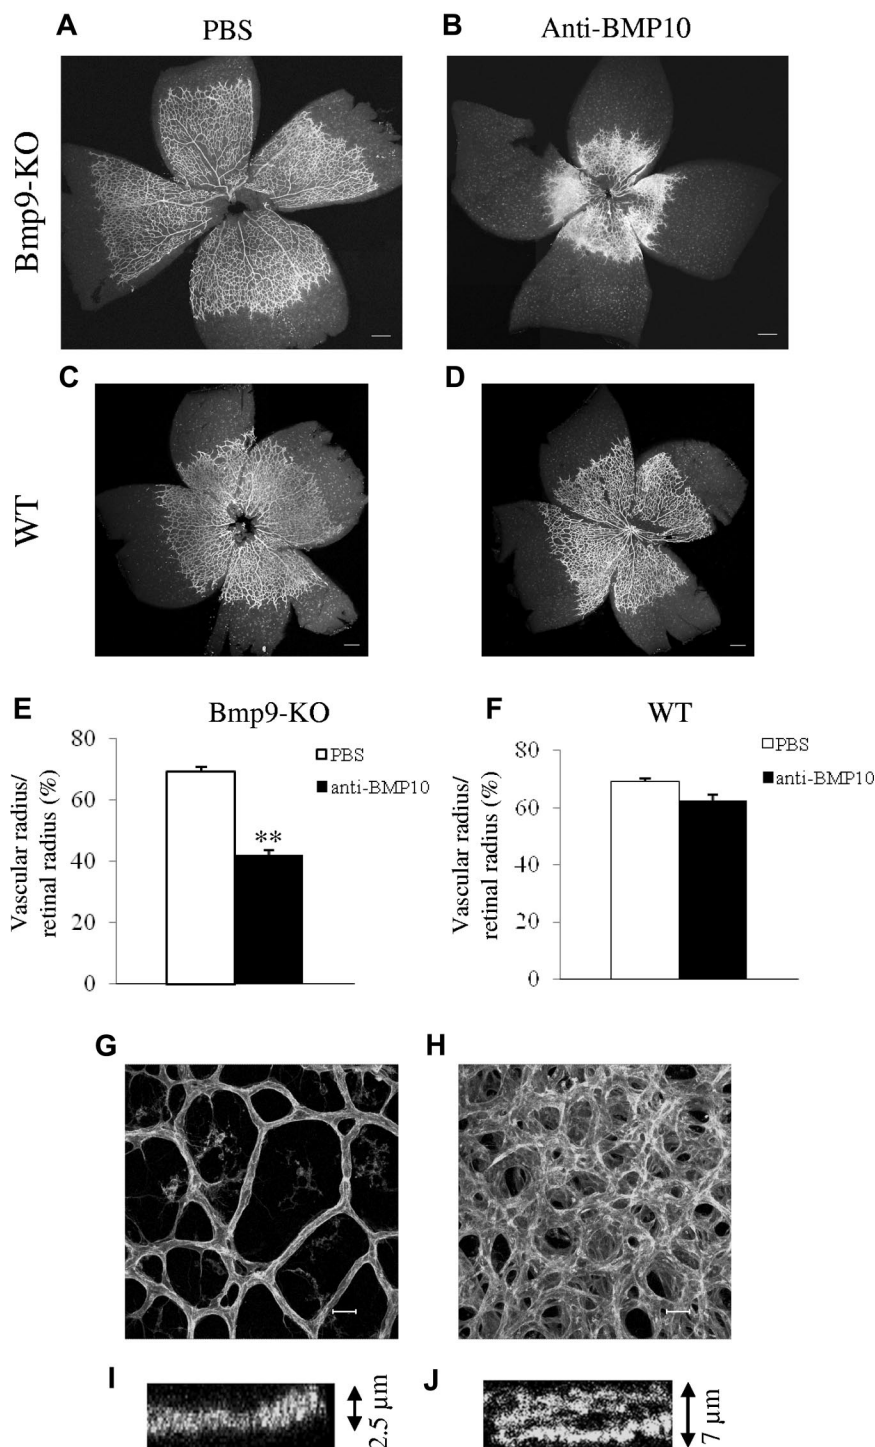 A PBS
B Anti-BMP10
Bmp9-KO
C
D
WT
E Bmp9-KO
F WT
80
60
40
20
0
Vascular radius/
retinal radius (%)
PBS
anti-BMP10
**
80
60
40
20
0
Vascular radius/
retinal radius (%)
PBS
anti-BMP10
G
H
I
2.5 µm
J
7 µm